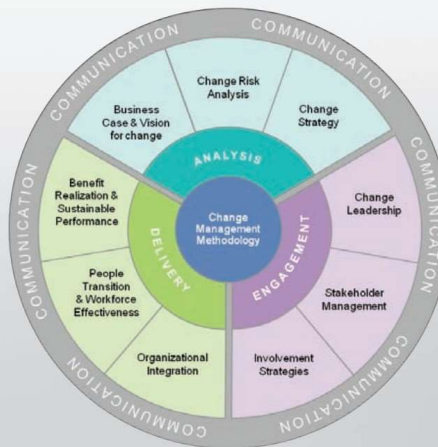 COMMUNICATION
COMMUNICATION
COMMUNICATION
COMMUNICATION
COMMUNICATION
COMMUNICATION
Business
Case & Vision
for change
Change Risk
Analysis
Change
Strategy
ANALYSIS
Benefit
Realization &
Sustainable
Performance
People
Transition
& Workforce
Effectiveness
Organizational
Integration
DELIVERY
Change
Management
Methodology
ENGAGEMENT
Change
Leadership
Stakeholder
Management
Involvement
Strategies